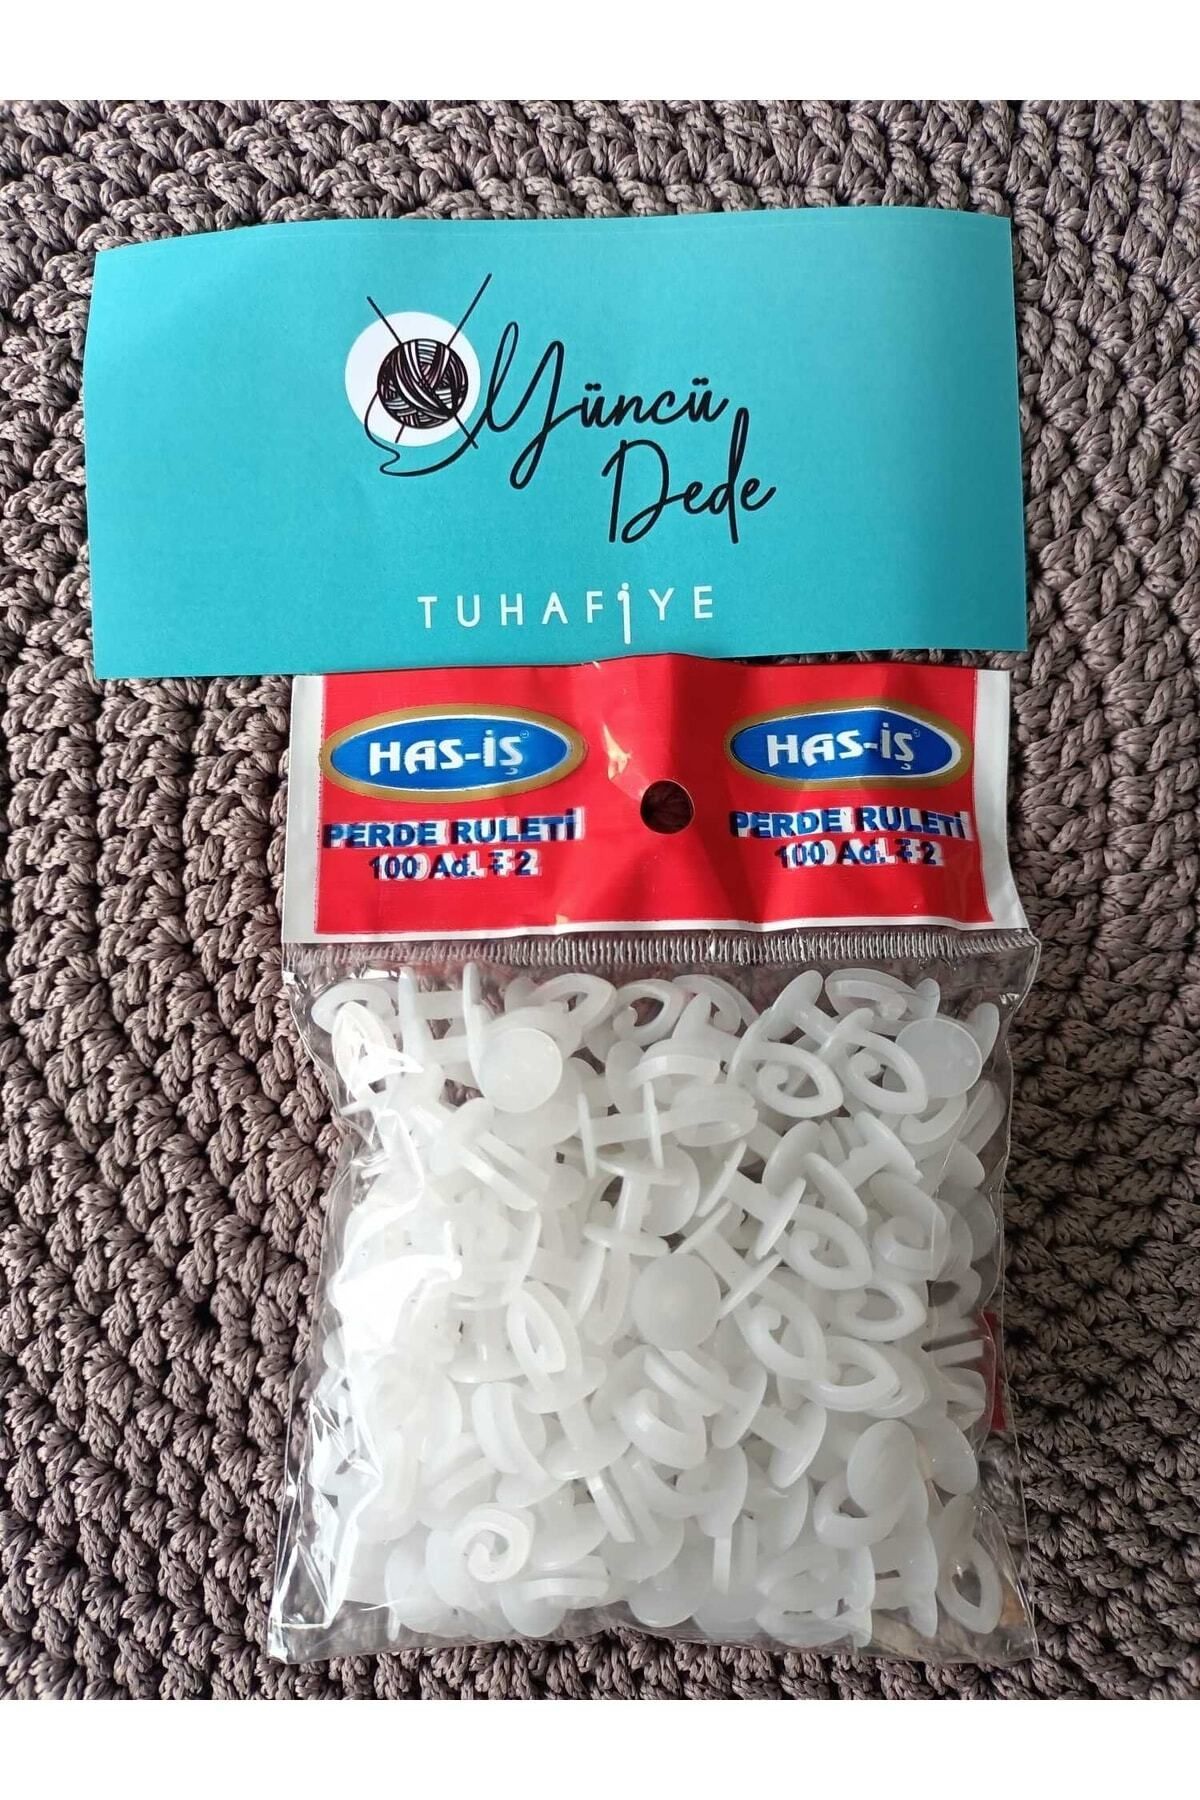 Yüncü
Dede
TUHAFİYE
HAS-İŞ
PERDE RULETİ
100 Ad. ∓ 2
HAS-İŞ
PERDE RULETİ
100 Ad. ∓ 2